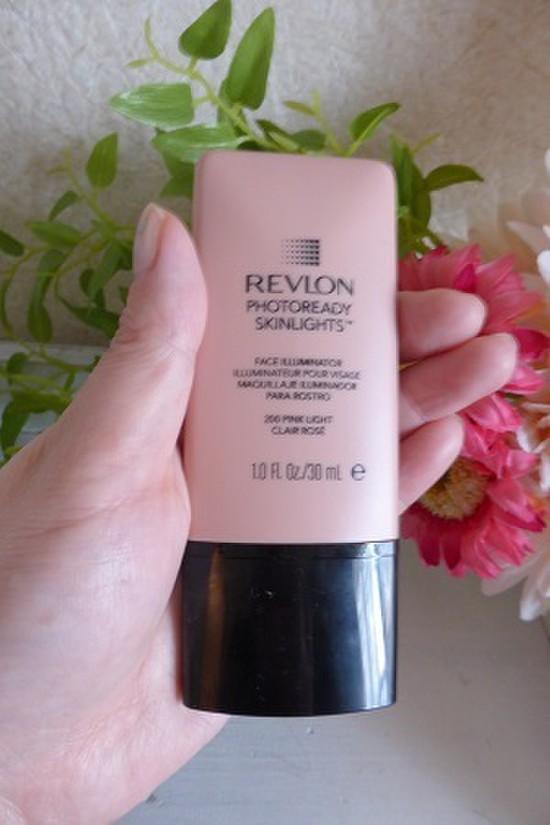 REVLON
PHOTOREADY
SKINLIGHTS™
FACE ILLUMINATOR
ILLUMINATEUR POUR VISAGE
MAQUILLAJE ILUMINADOR
PARA ROSTRO
200 PINK LIGHT
CLAIR ROSÉ
1.0 FL Oz./30 mL ℮